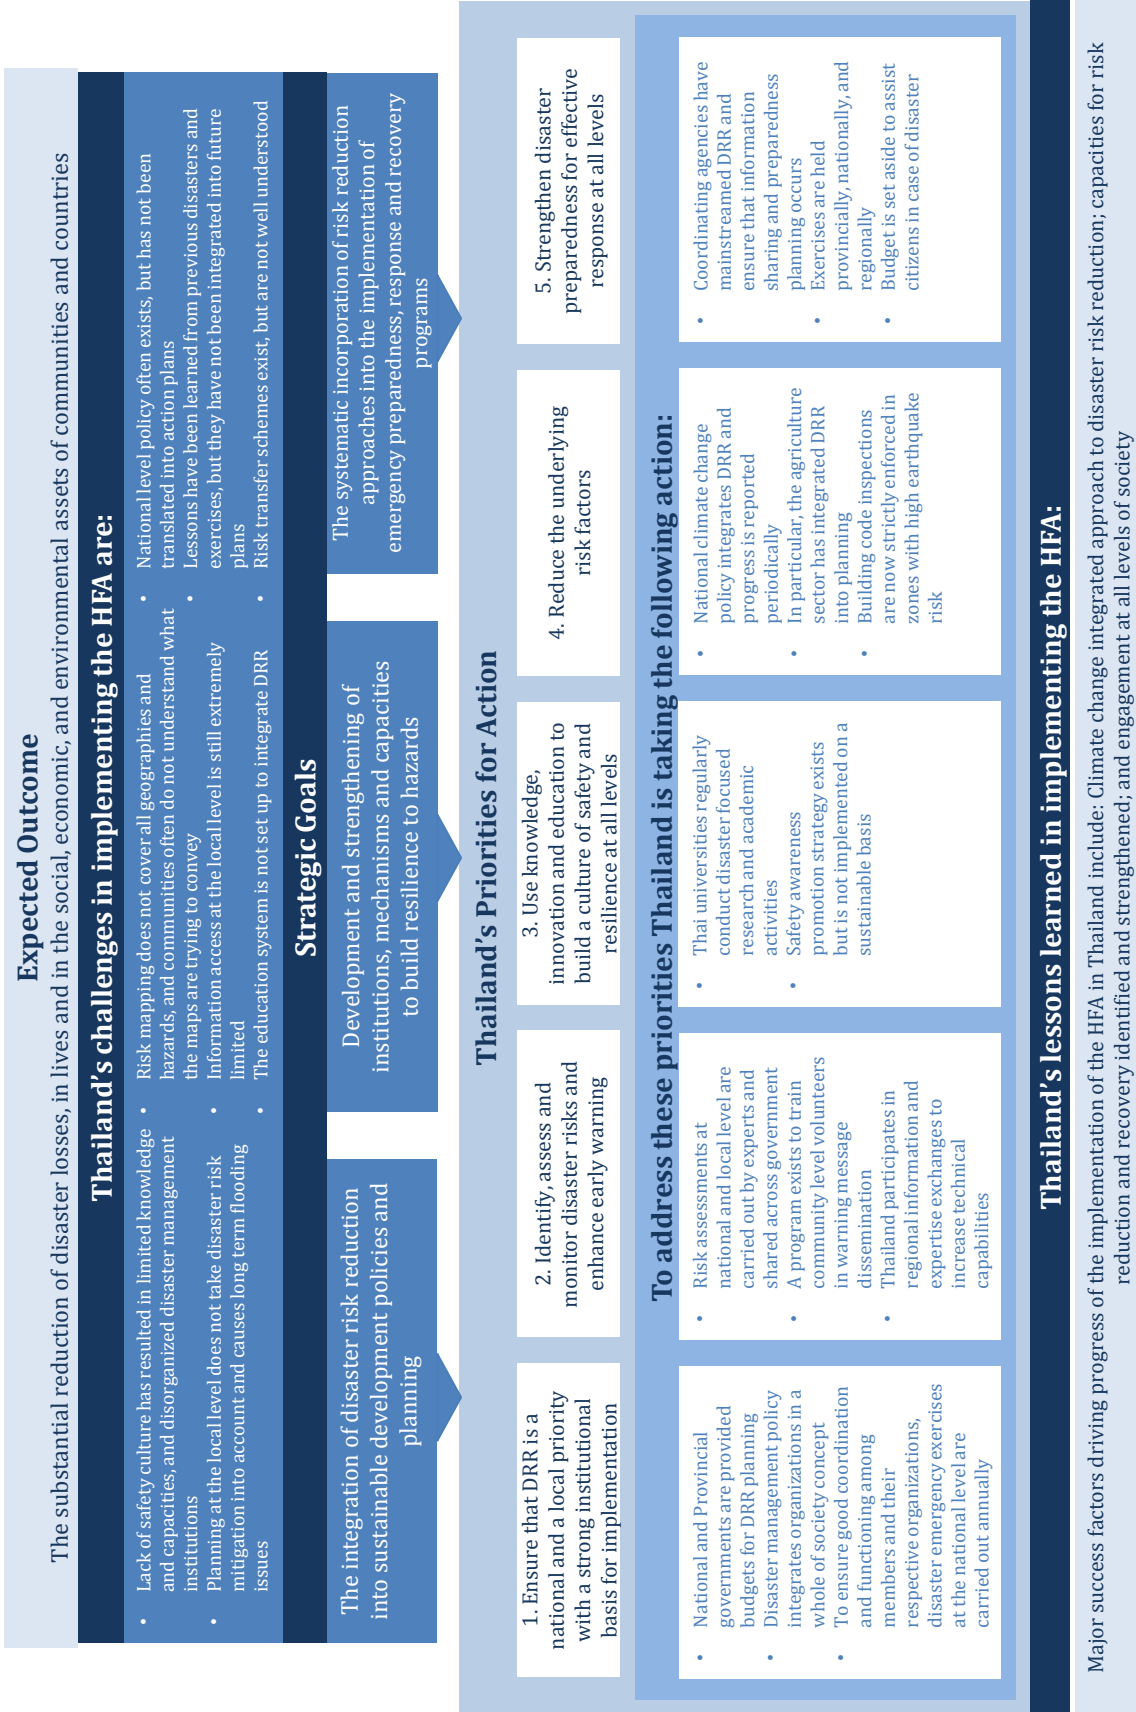 Expected Outcome
The substantial reduction of disaster losses, in lives and in the social, economic, and environmental assets of communities and countries
Thailand's challenges in implementing the HFA are:
• Lack of safety culture has resulted in limited knowledge
and capacities, and disorganized disaster management
institutions
• Planning at the local level does not take disaster risk
mitigation into account and causes long term flooding
issues
• Risk mapping does not cover all geographies and
hazards, and communities often do not understand what
the maps are trying to convey
• Information access at the local level is still extremely
limited
• The education system is not set up to integrate DRR
• National level policy often exists, but has not been
translated into action plans
• Lessons have been learned from previous disasters and
exercises, but they have not been integrated into future
plans
• Risk transfer schemes exist, but are not well understood
Strategic Goals
The integration of disaster risk reduction
into sustainable development policies and
planning
Development and strengthening of
institutions, mechanisms and capacities
to build resilience to hazards
The systematic incorporation of risk reduction
approaches into the implementation of
emergency preparedness, response and recovery
programs
Thailand's Priorities for Action
1. Ensure that DRR is a
national and a local priority
with a strong institutional
basis for implementation
2. Identify, assess and
monitor disaster risks and
enhance early warning
3. Use knowledge,
innovation and education to
build a culture of safety and
resilience at all levels
4. Reduce the underlying
risk factors
5. Strengthen disaster
preparedness for effective
response at all levels
To address these priorities Thailand is taking the following action:
• National and Provincial
governments are provided
budgets for DRR planning
• Disaster management policy
integrates organizations in a
whole of society concept
• To ensure good coordination
and functioning among
members and their
respective organizations,
disaster emergency exercises
at the national level are
carried out annually
• Risk assessments at
national and local level are
carried out by experts and
shared across government
• A program exists to train
community level volunteers
in warning message
dissemination
• Thailand participates in
regional information and
expertise exchanges to
increase technical
capabilities
• Thai universities regularly
conduct disaster focused
research and academic
activities
• Safety awareness
promotion strategy exists
but is not implemented on a
sustainable basis
• National climate change
policy integrates DRR and
progress is reported
periodically
• In particular, the agriculture
sector has integrated DRR
into planning
• Building code inspections
are now strictly enforced in
zones with high earthquake
risk
• Coordinating agencies have
mainstreamed DRR and
ensure that information
sharing and preparedness
planning occurs
• Exercises are held
provincially, nationally, and
regionally
• Budget is set aside to assist
citizens in case of disaster
Thailand's lessons learned in implementing the HFA:
Major success factors driving progress of the implementation of the HFA in Thailand include: Climate change integrated approach to disaster risk reduction; capacities for risk
reduction and recovery identified and strengthened; and engagement at all levels of society